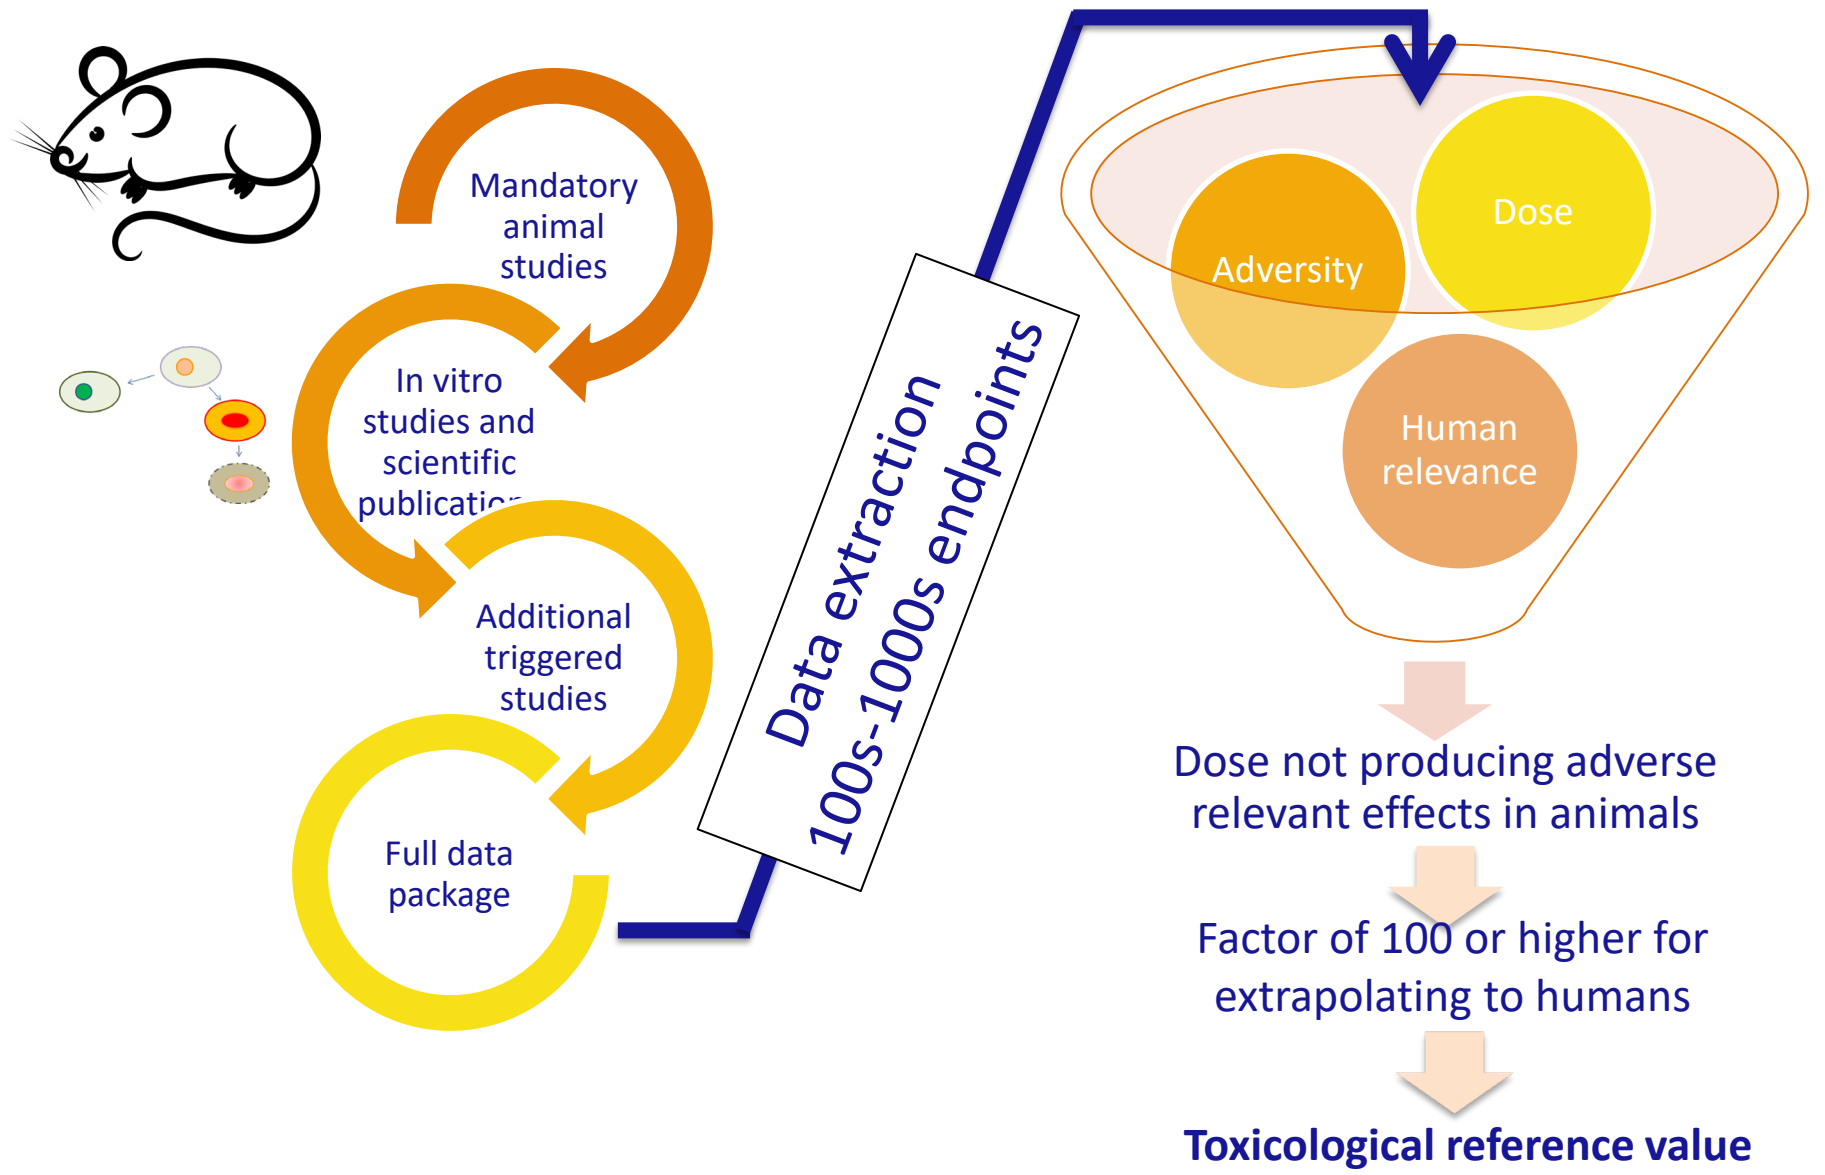 Mandatory
animal
studies
In vitro
studies and
scientific
publication
Additional
triggered
studies
Full data
package
Data extraction
100s-1000s endpoints
Dose
Adversity
Human
relevance
Dose not producing adverse
relevant effects in animals
Factor of 100 or higher for
extrapolating to humans
Toxicological reference value